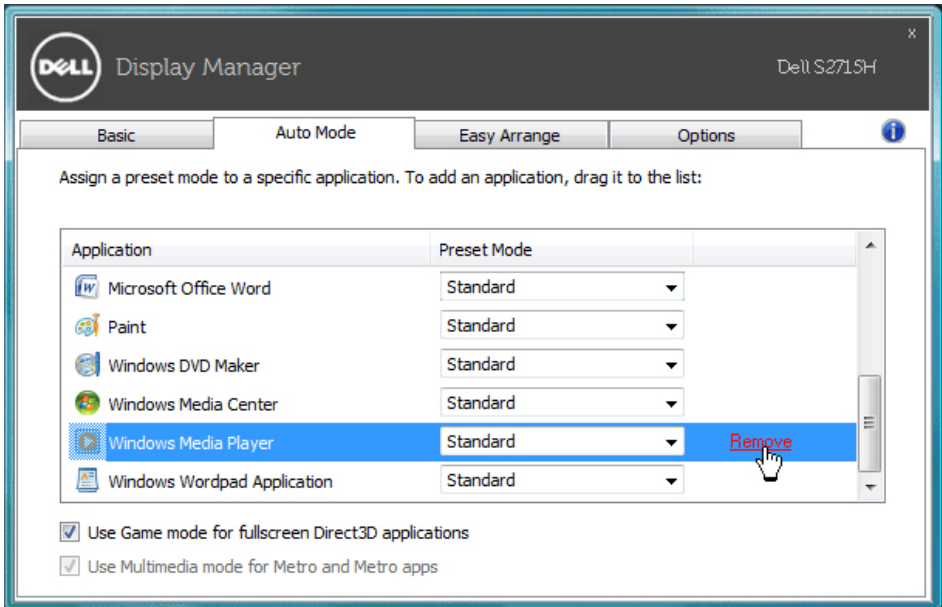 x
DELL Display Manager
Dell S2715H
Basic Auto Mode Easy Arrange Options i
Assign a preset mode to a specific application. To add an application, drag it to the list:
Application Preset Mode
Microsoft Office Word Standard
Paint Standard
Windows DVD Maker Standard
Windows Media Center Standard
Windows Media Player Standard Remove
Windows Wordpad Application Standard
Use Game mode for fullscreen Direct3D applications
Use Multimedia mode for Metro and Metro apps